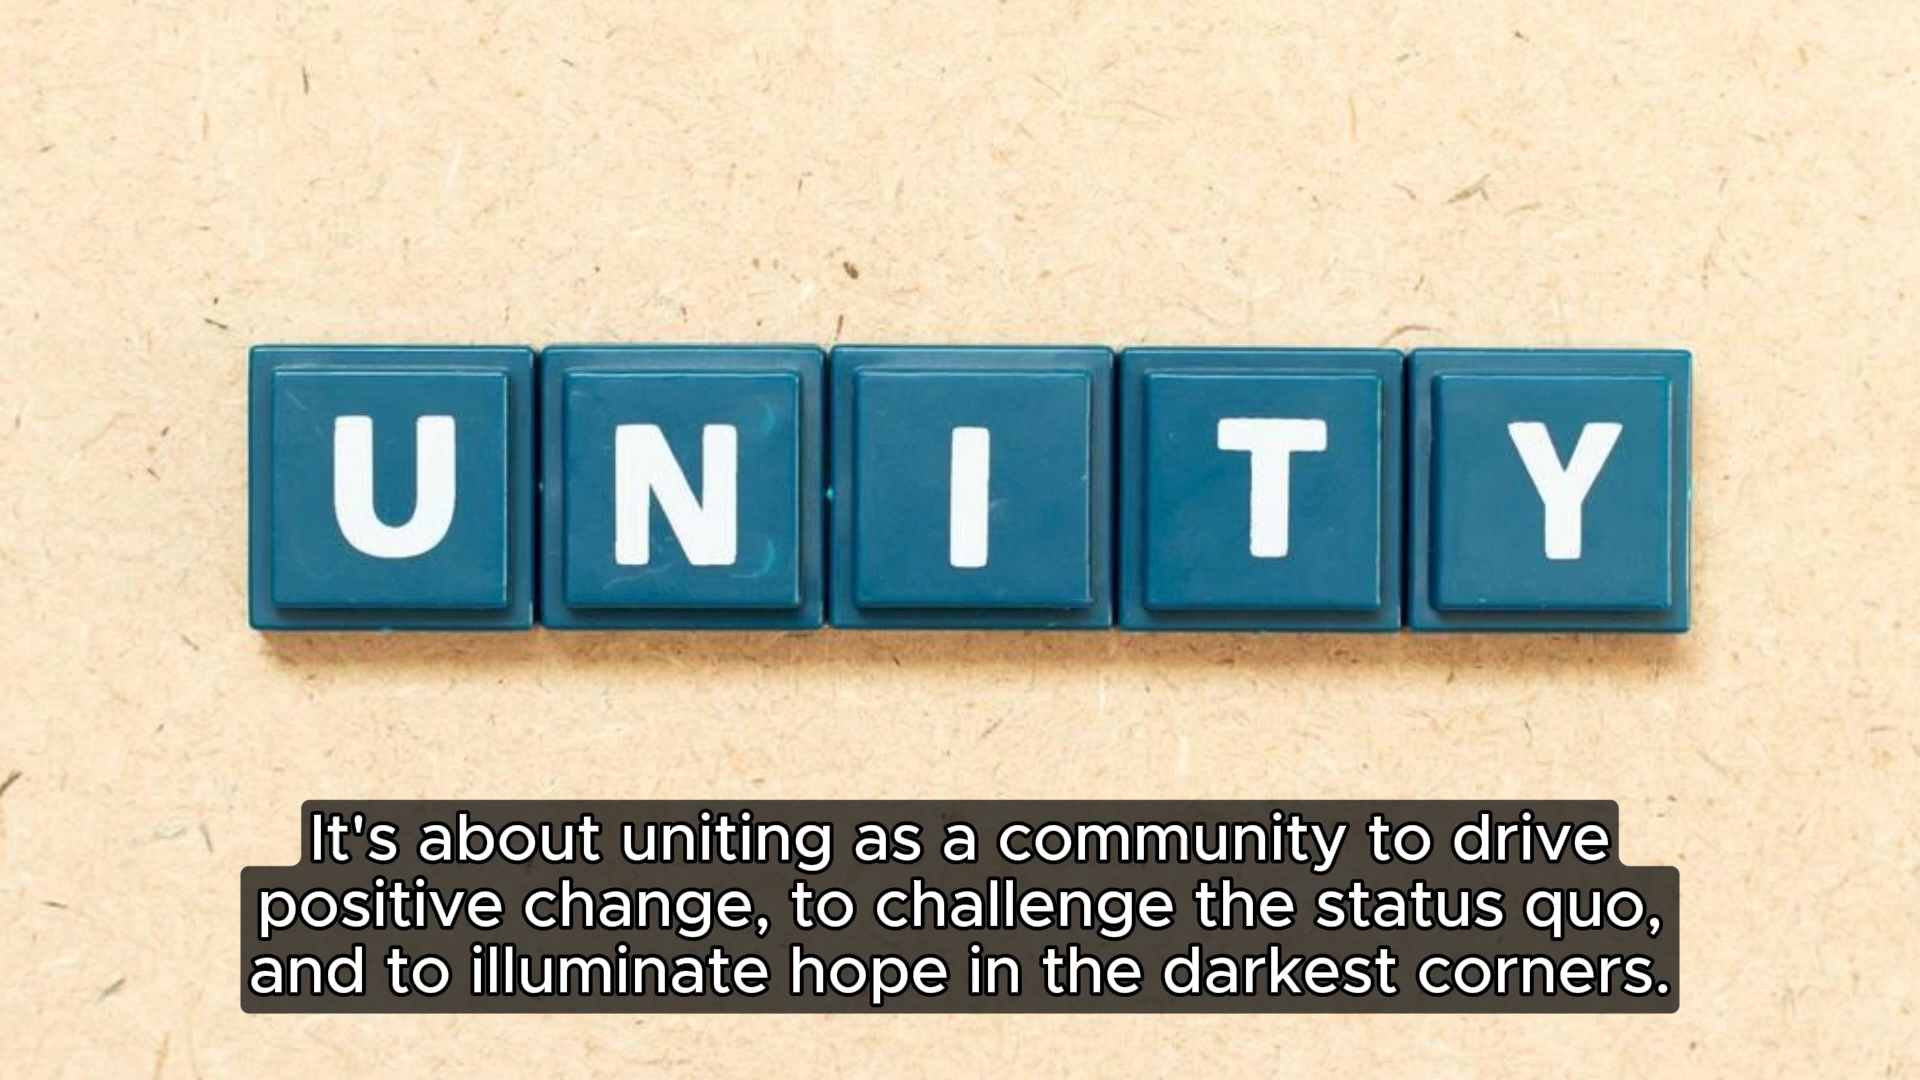 UNITY
It's about uniting as a community to drive
positive change, to challenge the status quo,
and to illuminate hope in the darkest corners.